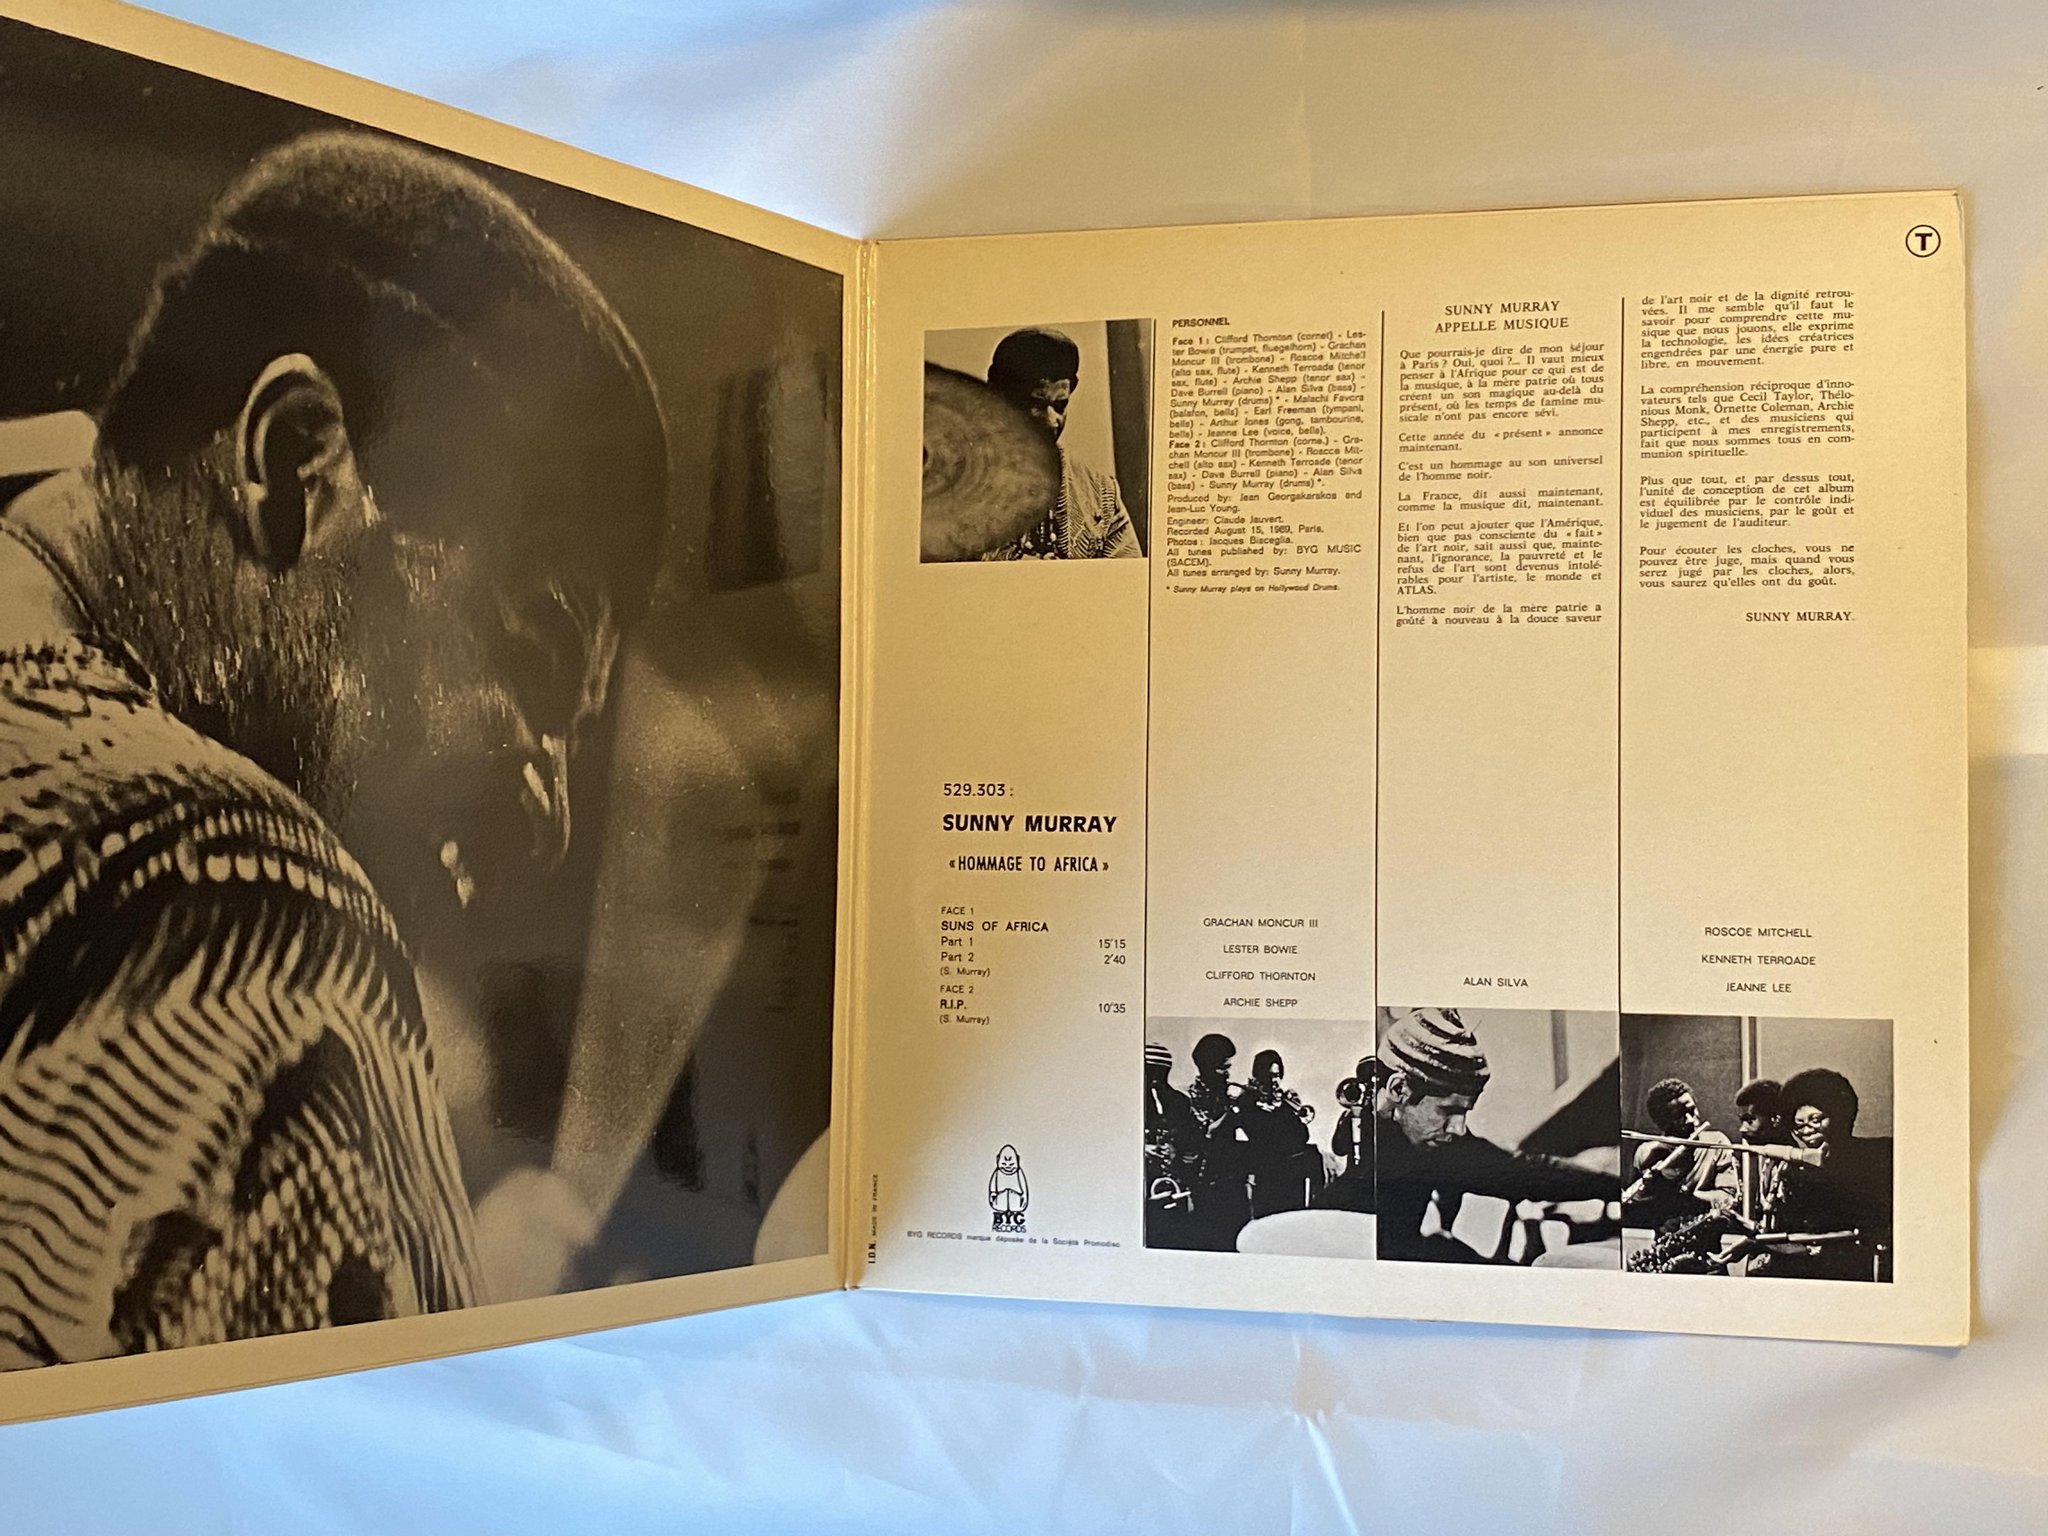 T
PERSONNEL
Face 1 : Clifford Thornton (cornet) - Les-
ter Bowie (trumpet, fluegelhorn) - Grachan
Moncur III (trombone) - Roscoe Mitchell
(alto sax, flute) - Kenneth Terroade (tenor
sax, flute) - Archie Shepp (tenor sax) -
Dave Burrell (piano) - Alan Silva (bass) -
Sunny Murray (drums) * - Malachi Favors
(balafon, bells) - Earl Freeman (tympani,
bells) - Arthur Jones (gong, tambourine,
bells) - Jeanne Lee (voice, bells).
Face 2 : Clifford Thornton (corne.) - Gra-
chan Moncur III (trombone) - Roscoe Mit-
chell (alto sax) - Kenneth Terroade (tenor
sax) - Dave Burrell (piano) - Alan Silva
(bass) - Sunny Murray (drums) *.
Produced by: Jean Georgakarakos and
Jean-Luc Young.
Engineer: Claude Jauvert.
Recorded August 15, 1969, Paris.
Photos : Jacques Bisceglia.
All tunes published by: BYG MUSIC
(SACEM).
All tunes arranged by: Sunny Murray.
* Sunny Murray plays on Hollywood Drums.
SUNNY MURRAY
APPELLE MUSIQUE
Que pourrais-je dire de mon séjour
à Paris ? Oui, quoi ?... Il vaut mieux
penser à l'Afrique pour ce qui est de
la musique, à la mère patrie où tous
créent un son magique au-delà du
présent, où les temps de famine mu-
sicale n'ont pas encore sévi.
Cette année du « présent » annonce
maintenant.
C'est un hommage au son universel
de l'homme noir.
La France, dit aussi maintenant,
comme la musique dit, maintenant.
Et l'on peut ajouter que l'Amérique,
bien que pas consciente du « fait »
de l'art noir, sait aussi que, mainte-
nant, l'ignorance, la pauvreté et le
refus de l'art sont devenus intolé-
rables pour l'artiste, le monde et
ATLAS.
L'homme noir de la mère patrie a
goûté à nouveau à la douce saveur
de l'art noir et de la dignité retrou-
vées. Il me semble qu'il faut le
savoir pour comprendre cette mu-
sique que nous jouons, elle exprime
la technologie, les idées créatrices
engendrées par une énergie pure et
libre, en mouvement.
La compréhension réciproque d'inno-
vateurs tels que Cecil Taylor, Thélo-
nious Monk, Ornette Coleman, Archie
Shepp, etc., et des musiciens qui
participent à mes enregistrements,
fait que nous sommes tous en com-
munion spirituelle.
Plus que tout, et par dessus tout,
l'unité de conception de cet album
est équilibrée par le contrôle indi-
viduel des musiciens, par le goût et
le jugement de l'auditeur.
Pour écouter les cloches, vous ne
pouvez être juge, mais quand vous
serez jugé par les cloches, alors,
vous saurez qu'elles ont du goût.
SUNNY MURRAY.
529.303 :
SUNNY MURRAY
« HOMMAGE TO AFRICA »
FACE 1
SUNS OF AFRICA
Part 1 15'15
Part 2 2'40
(S. Murray)
FACE 2
R.I.P. 10'35
(S. Murray)
BYG
RECORDS
BYG RECORDS marque déposée de la Société Promodisc
I.D.N. MADE IN FRANCE
GRACHAN MONCUR III
LESTER BOWIE
CLIFFORD THORNTON
ARCHIE SHEPP
ALAN SILVA
ROSCOE MITCHELL
KENNETH TERROADE
JEANNE LEE